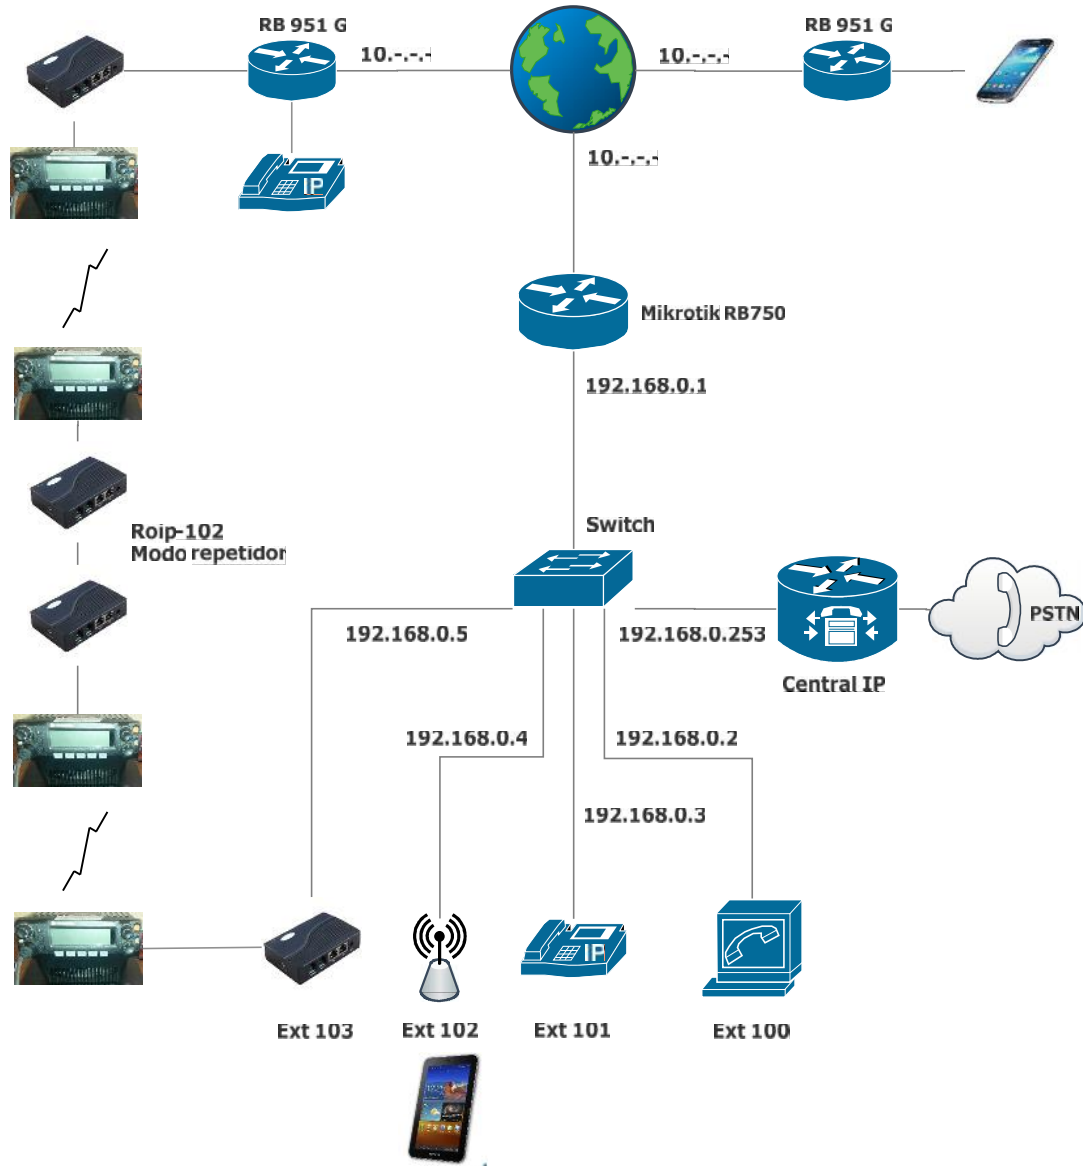 RB 951 G
RB 951 G
10.-.-.-
10.-.-.-
IP
10.-.-.-
Mikrotik RB750
192.168.0.1
Switch
Roip-102
Modo repetidor
192.168.0.5
192.168.0.253
PSTN
Central IP
192.168.0.4
192.168.0.2
192.168.0.3
IP
Ext 103
Ext 102
Ext 101
Ext 100